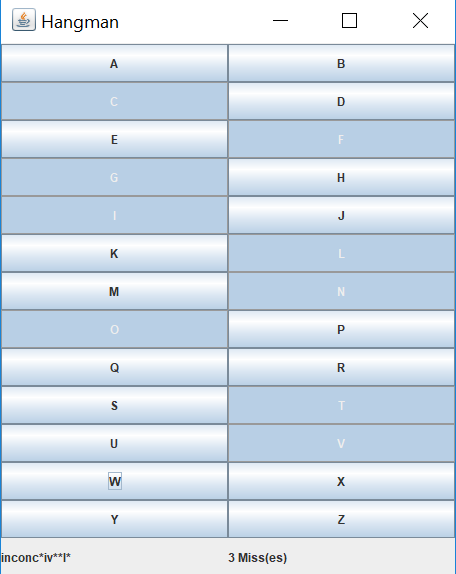 Hangman
A B
C D
E F
G H
I J
K L
M N
O P
Q R
S T
U V
W X
Y Z
inconc*iv**l* 3 Miss(es)